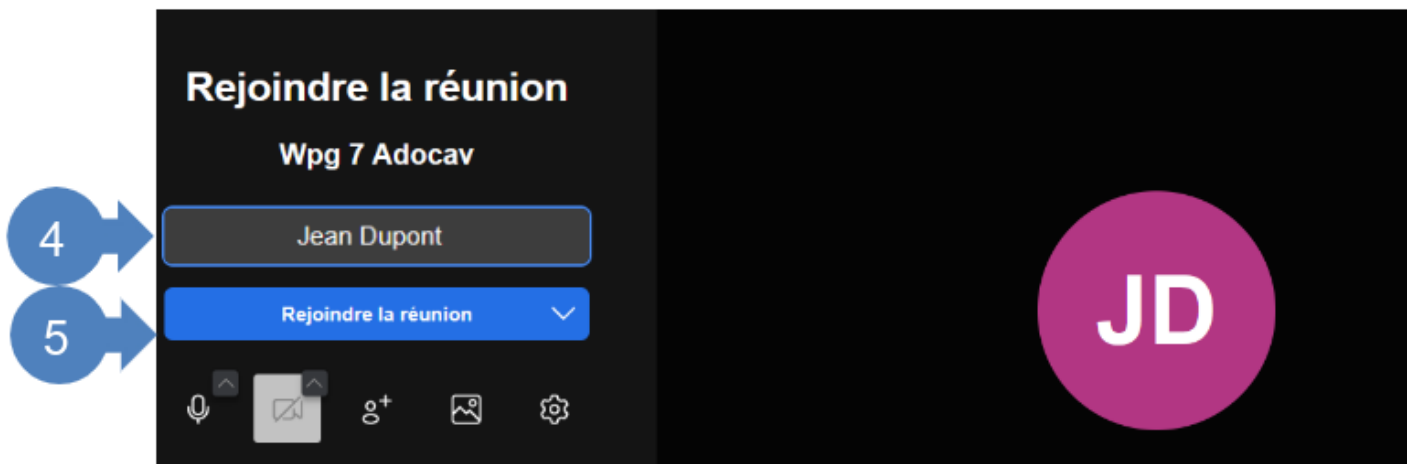 Rejoindre la réunion
Wpg 7 Adocav
4
Jean Dupont
5
Rejoindre la réunion
JD